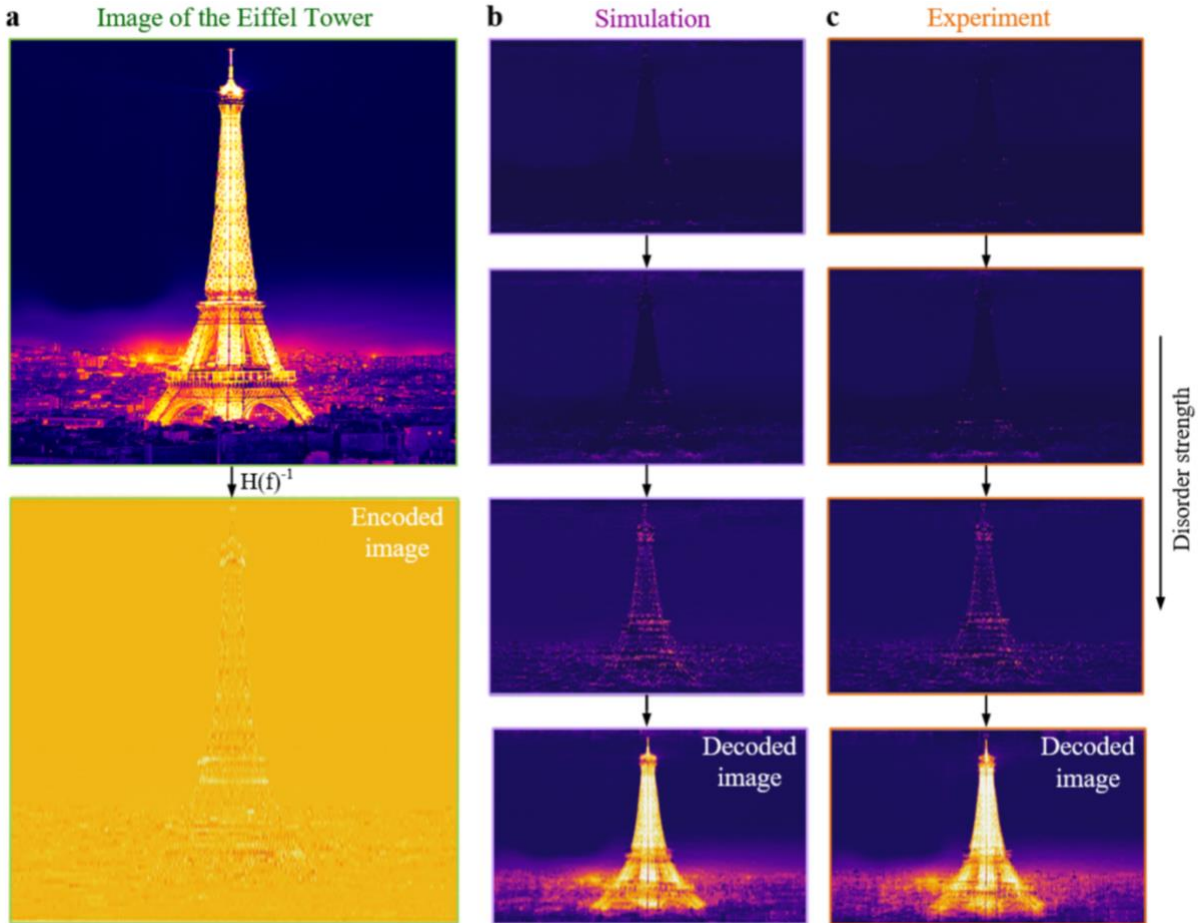 a Image of the Eiffel Tower
b Simulation
c Experiment
H(f)⁻¹
Encoded
image
Disorder strength
Decoded
image
Decoded
image